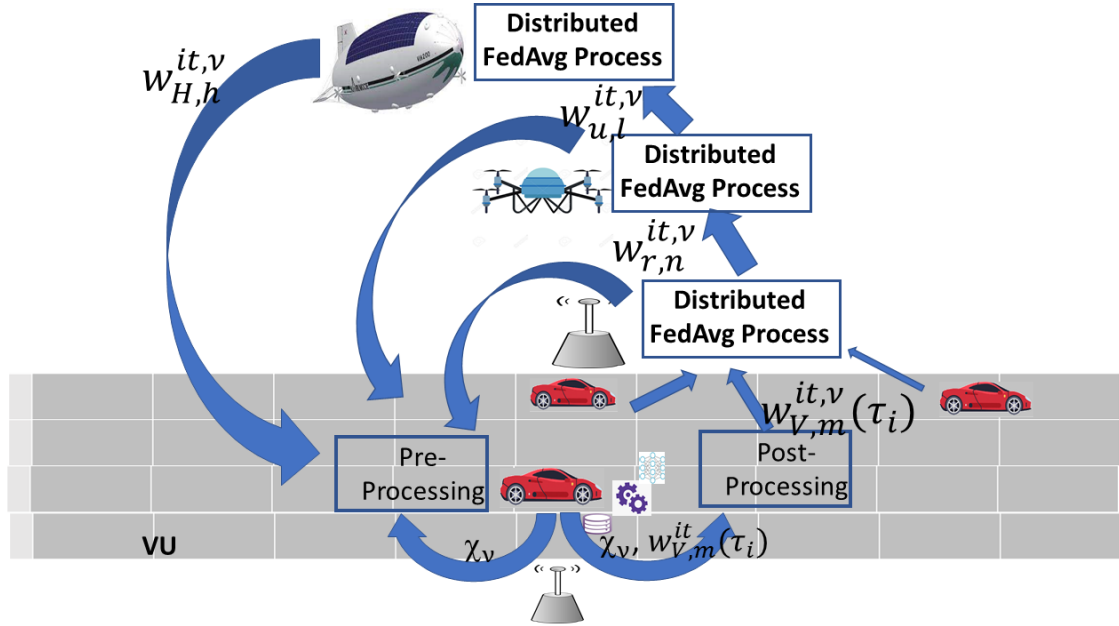 Distributed
FedAvg Process
w_{H,h}^{it,ν}
w_{u,l}^{it,ν}
Distributed
FedAvg Process
w_{r,n}^{it,ν}
Distributed
FedAvg Process
w_{V,m}^{it,ν}(τ_i)
Pre-
Processing
Post-
Processing
VU
χ_ν
χ_ν, w_{V,m}^{it}(τ_i)